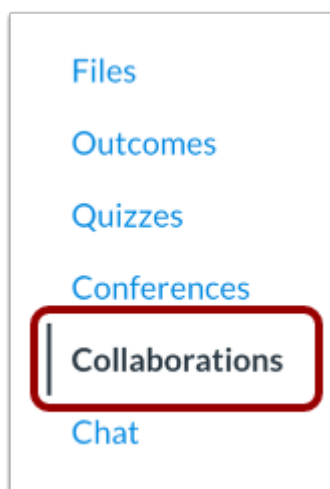 Files
Outcomes
Quizzes
Conferences
Collaborations
Chat